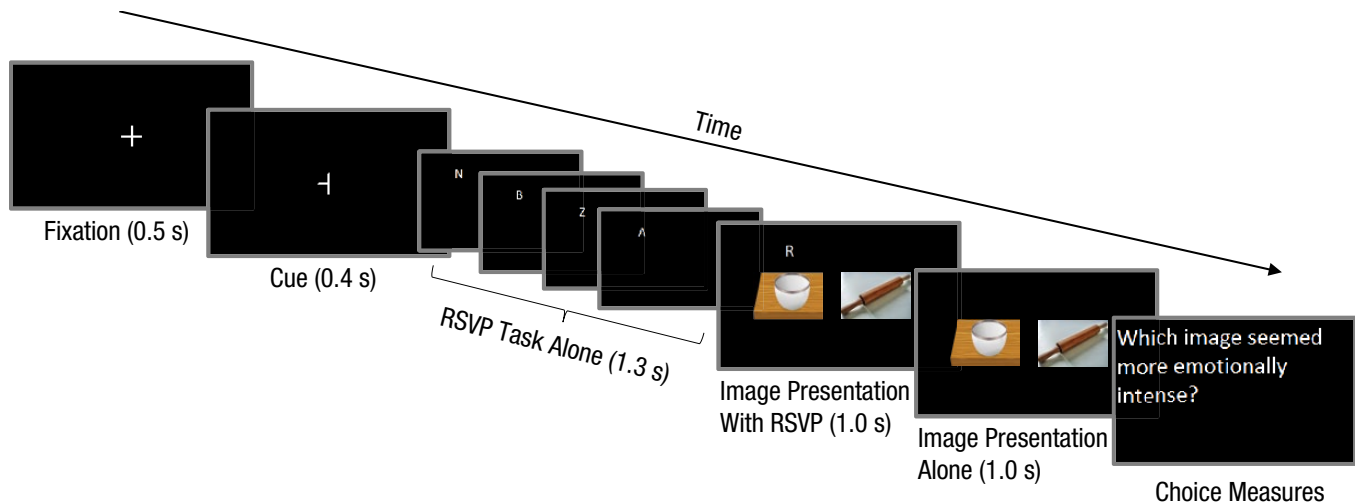 Time
Fixation (0.5 s)
Cue (0.4 s)
N
B
Z
Λ
RSVP Task Alone (1.3 s)
R
Image Presentation
With RSVP (1.0 s)
Image Presentation
Alone (1.0 s)
Which image seemed
more emotionally
intense?
Choice Measures